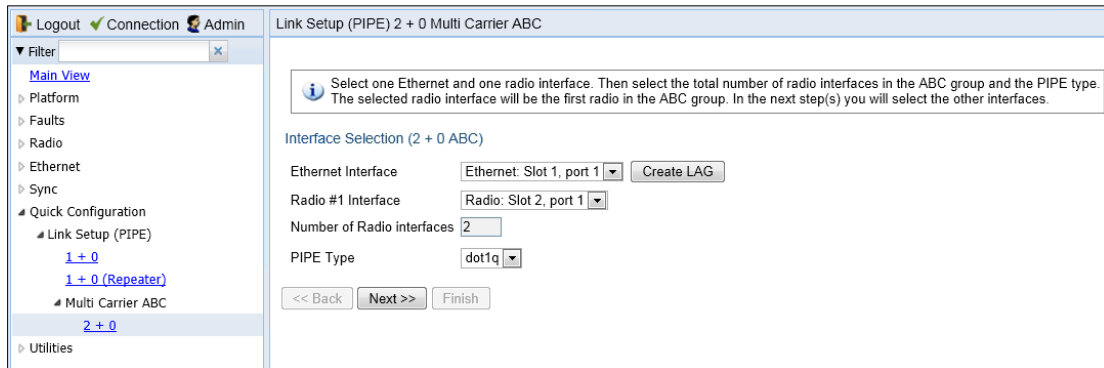 Logout Connection Admin
Filter
Main View
Platform
Faults
Radio
Ethernet
Sync
Quick Configuration
Link Setup (PIPE)
1 + 0
1 + 0 (Repeater)
Multi Carrier ABC
2 + 0
Utilities
Link Setup (PIPE) 2 + 0 Multi Carrier ABC
Select one Ethernet and one radio interface. Then select the total number of radio interfaces in the ABC group and the PIPE type.
The selected radio interface will be the first radio in the ABC group. In the next step(s) you will select the other interfaces.
Interface Selection (2 + 0 ABC)
Ethernet Interface Ethernet: Slot 1, port 1 Create LAG
Radio #1 Interface Radio: Slot 2, port 1
Number of Radio interfaces 2
PIPE Type dot1q
<< Back Next >> Finish